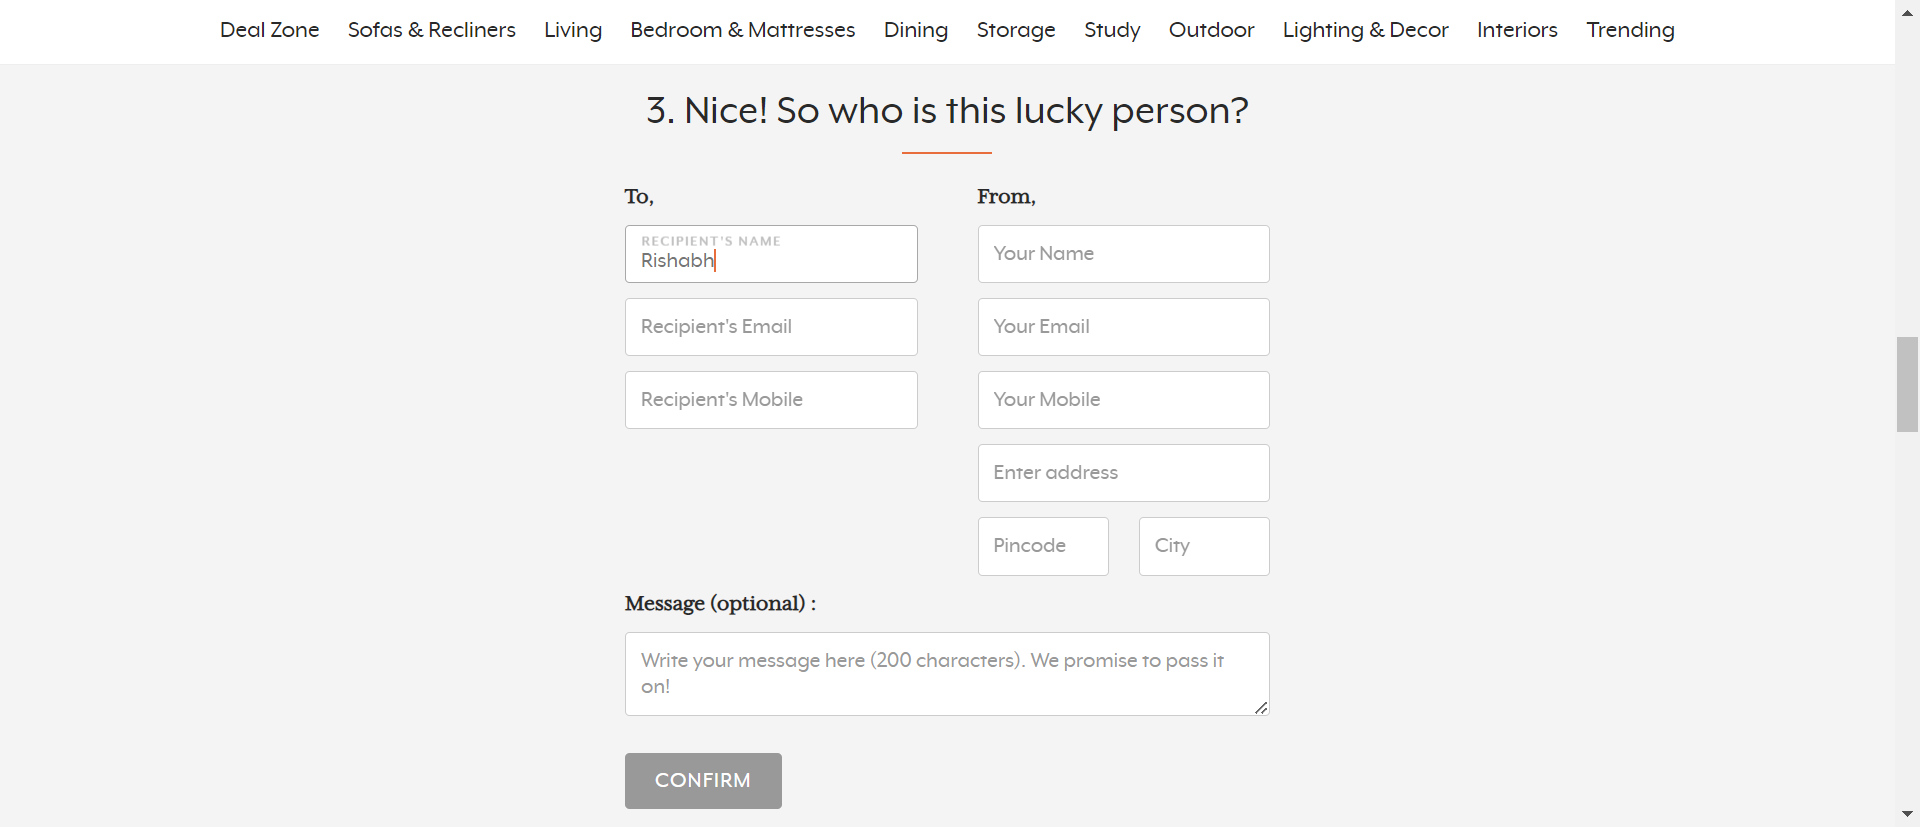 Deal Zone Sofas & Recliners Living Bedroom & Mattresses Dining Storage Study Outdoor Lighting & Decor Interiors Trending
3. Nice! So who is this lucky person?
To,
RECIPIENT'S NAME
Rishabh
Recipient's Email
Recipient's Mobile
From,
Your Name
Your Email
Your Mobile
Enter address
Pincode City
Message (optional) :
Write your message here (200 characters). We promise to pass it
on!
CONFIRM